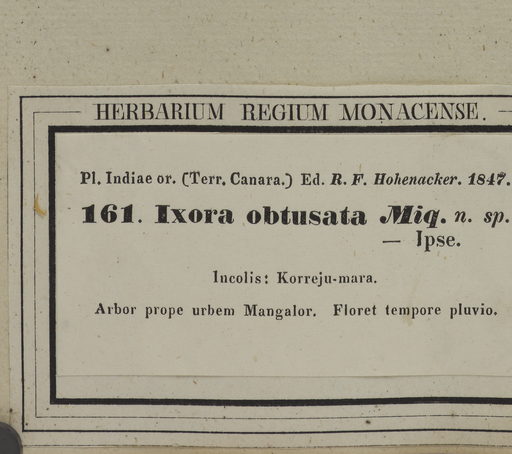 HERBARIUM REGIUM MONACENSE.
Pl. Indiae or. (Terr. Canara.) Ed. R. F. Hohenacker. 1847.
161. Ixora obtusata Miq. n. sp.
— Ipse.
Incolis: Korreju-mara.
Arbor prope urbem Mangalor. Floret tempore pluvio.